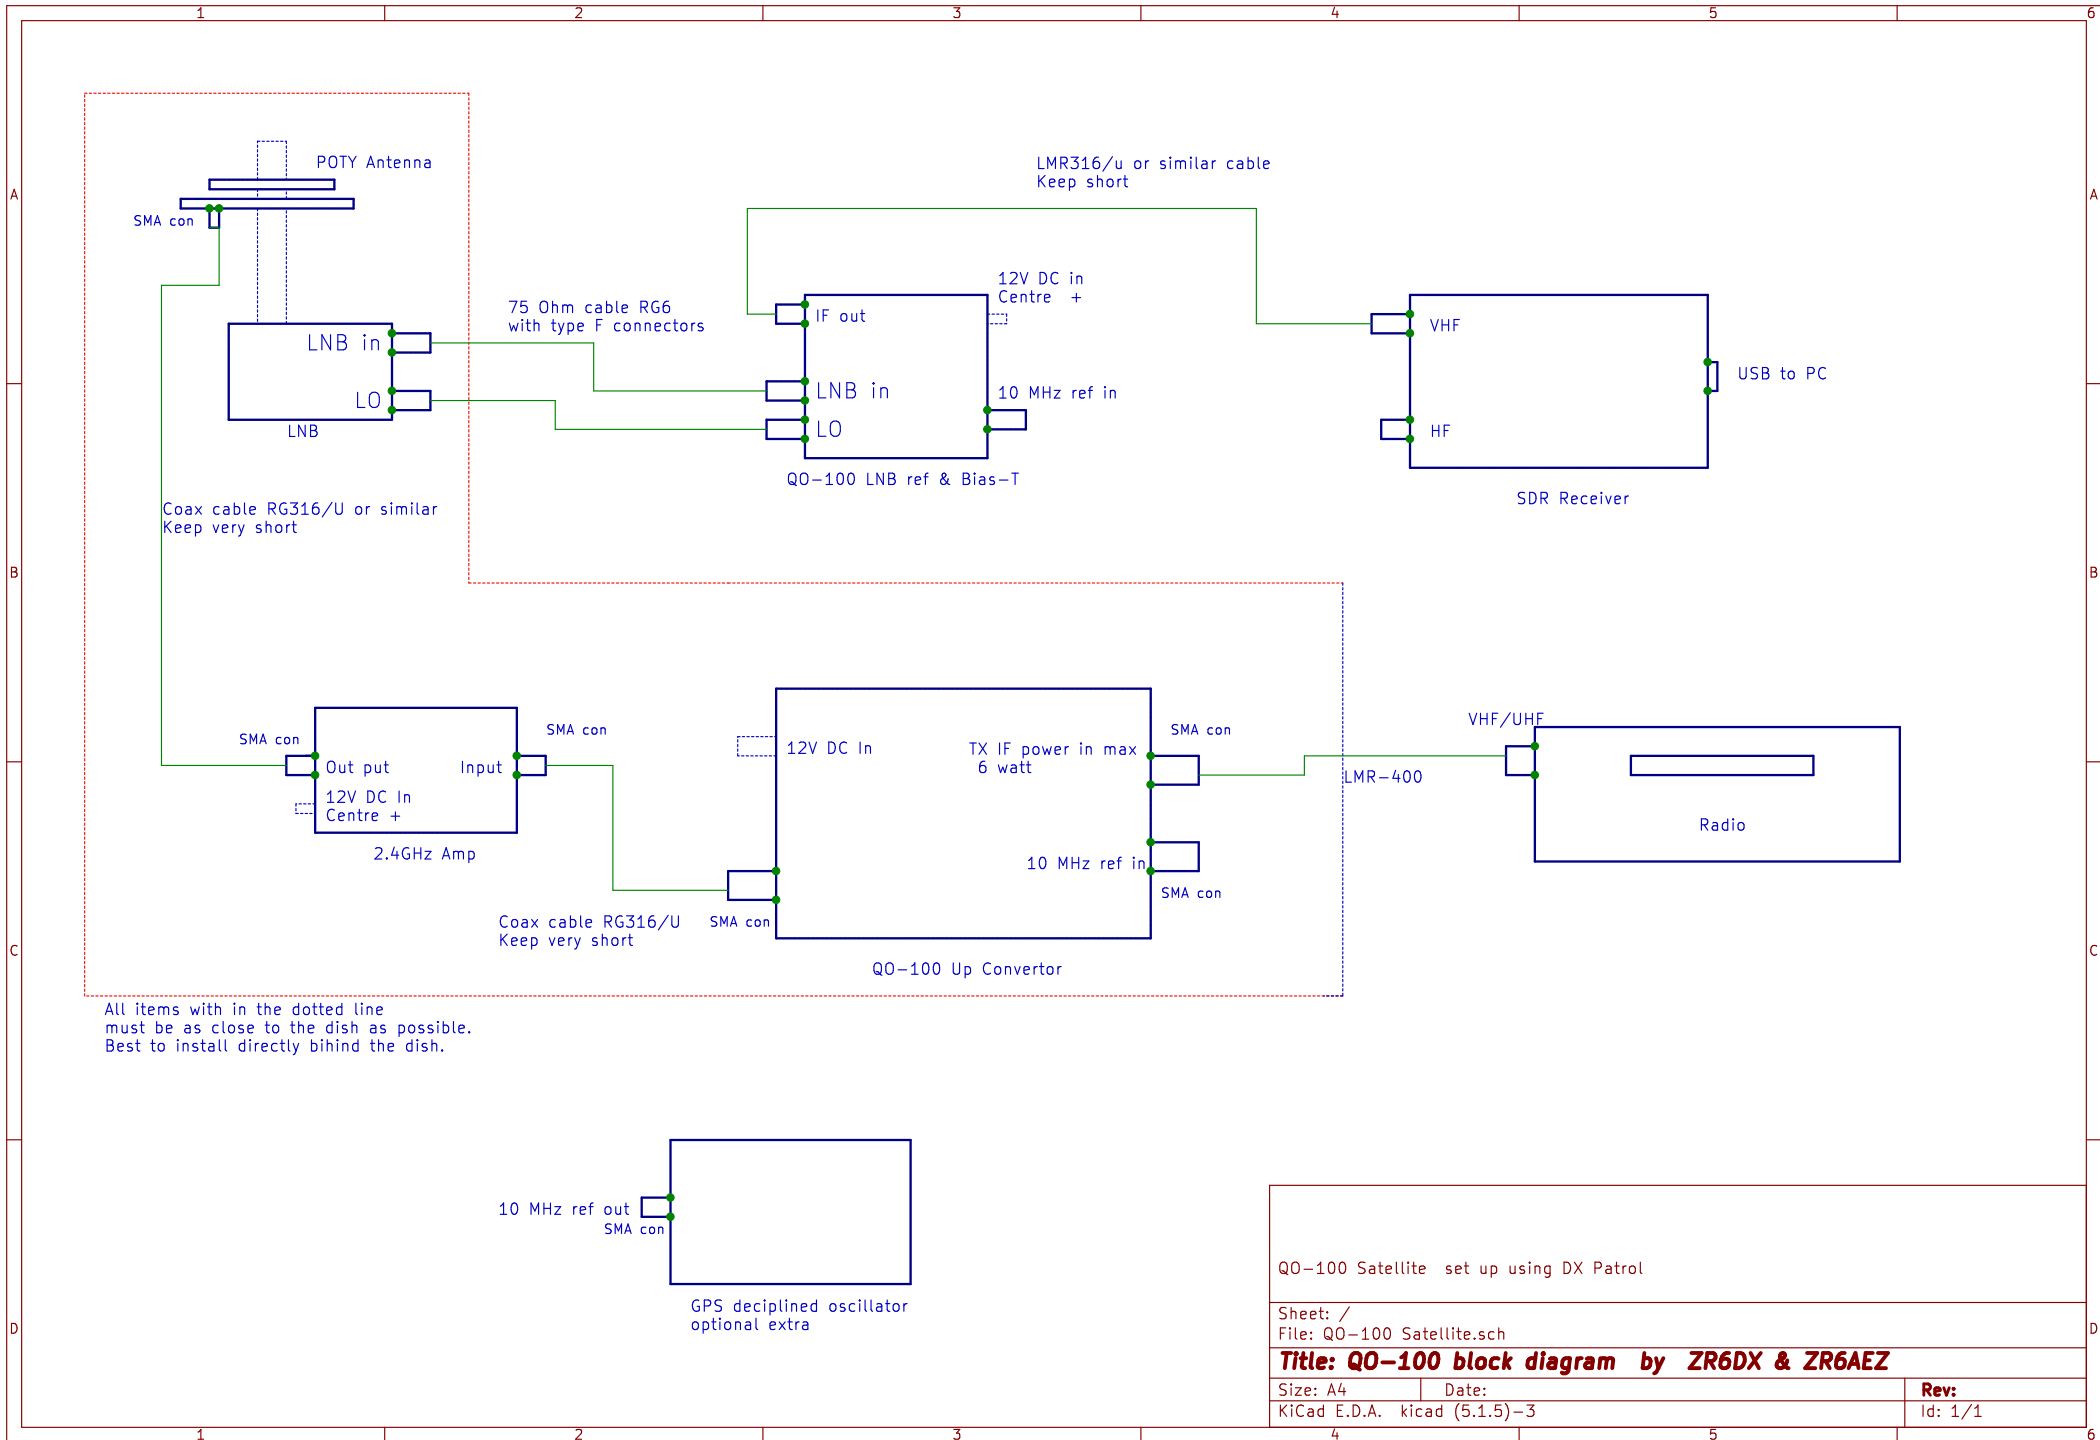 1 2 3 4 5 6
A A
B B
C C
D D
POTY Antenna
SMA con
LNB in
LO
LNB
75 Ohm cable RG6
with type F connectors
LMR316/u or similar cable
Keep short
12V DC in
Centre +
IF out
LNB in
LO
10 MHz ref in
QO-100 LNB ref & Bias-T
VHF
HF
USB to PC
SDR Receiver
Coax cable RG316/U or similar
Keep very short
SMA con
Out put
Input
SMA con
12V DC In
Centre +
2.4GHz Amp
Coax cable RG316/U
Keep very short
SMA con
12V DC In
TX IF power in max
6 watt
SMA con
10 MHz ref in
SMA con
QO-100 Up Convertor
LMR-400
VHF/UHF
Radio
All items with in the dotted line
must be as close to the dish as possible.
Best to install directly bihind the dish.
10 MHz ref out
SMA con
GPS deciplined oscillator
optional extra
QO-100 Satellite set up using DX Patrol
Sheet: /
File: QO-100 Satellite.sch
Title: QO-100 block diagram by ZR6DX & ZR6AEZ
Size: A4 Date: Rev:
KiCad E.D.A. kicad (5.1.5)-3 Id: 1/1
1 2 3 4 5 6